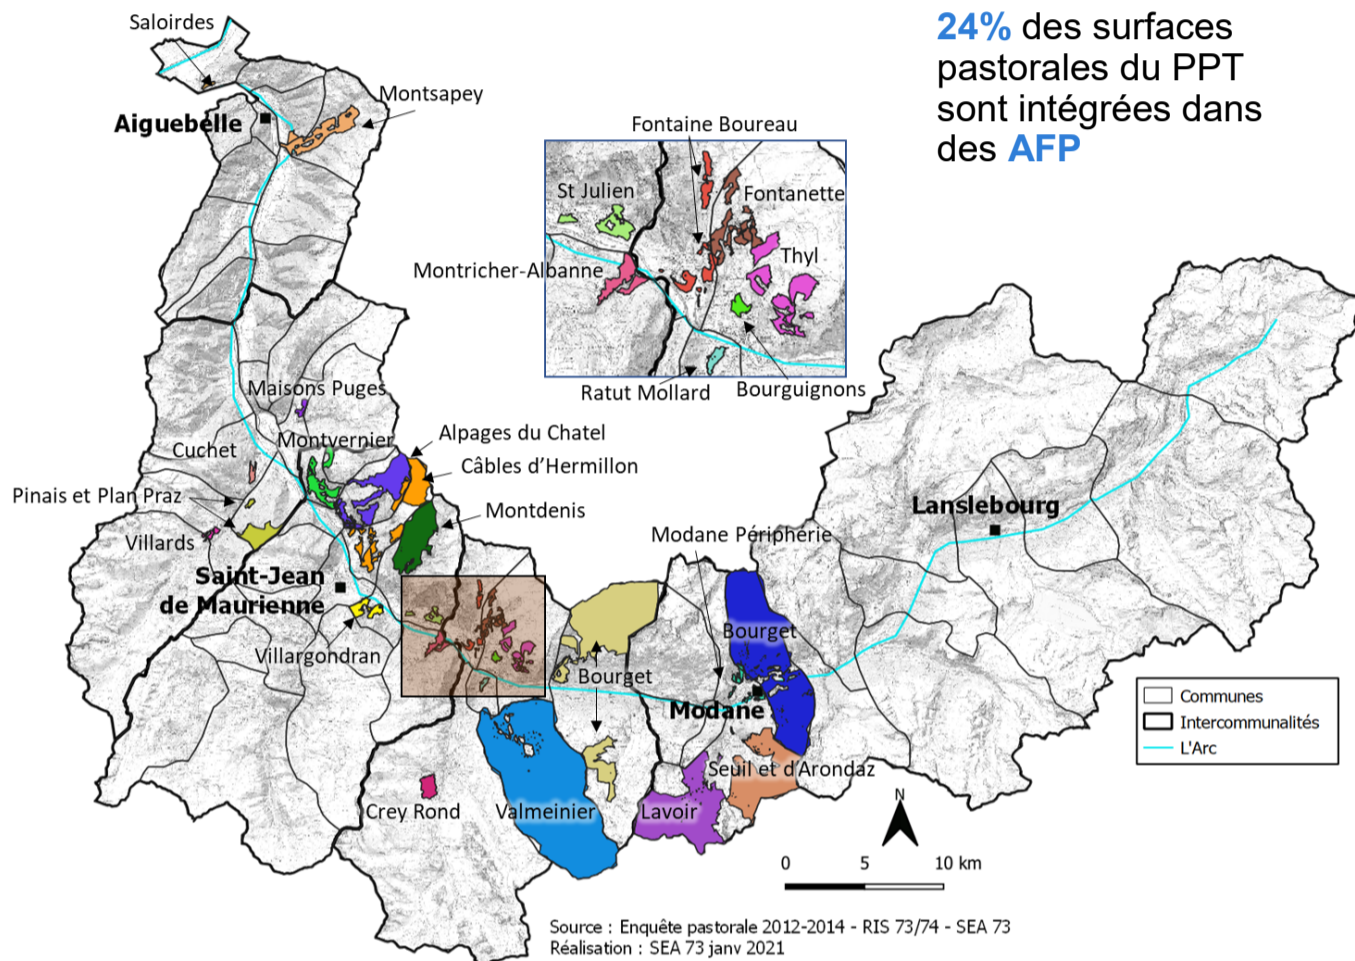 24% des surfaces
pastorales du PPT
sont intégrées dans
des AFP
Saloirdes
Montsapey
Aiguebelle
Fontaine Boureau
St Julien
Fontanette
Thyl
Montricher-Albanne
Ratut Mollard
Bourguignons
Maisons Puges
Montvernier
Alpages du Chatel
Cuchet
Câbles d'Hermillon
Pinais et Plan Praz
Montdenis
Villards
Lanslebourg
Modane Périphérie
Saint-Jean
de Maurienne
Villargondran
Bourget
Bourget
Modane
Seuil et d'Arondaz
Crey Rond
Valmeinier
Lavoir
Communes
Intercommunalités
L'Arc
N
0 5 10 km
Source : Enquête pastorale 2012-2014 - RIS 73/74 - SEA 73
Réalisation : SEA 73 janv 2021